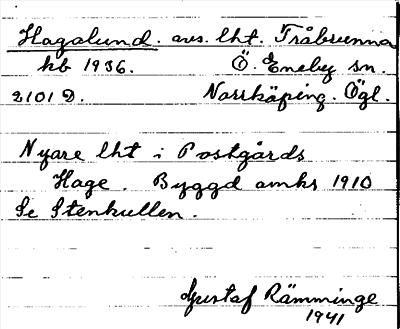 Hagalund. avs. lht. Tråbrunna
kb 1936. Ö. Eneby sn.
2101 D. Norrköping. Ögl.
Nyare lht i Postgårds
Hage. Byggd omkr 1910
Se Stenkullen.
Gustaf Rämminge
1941